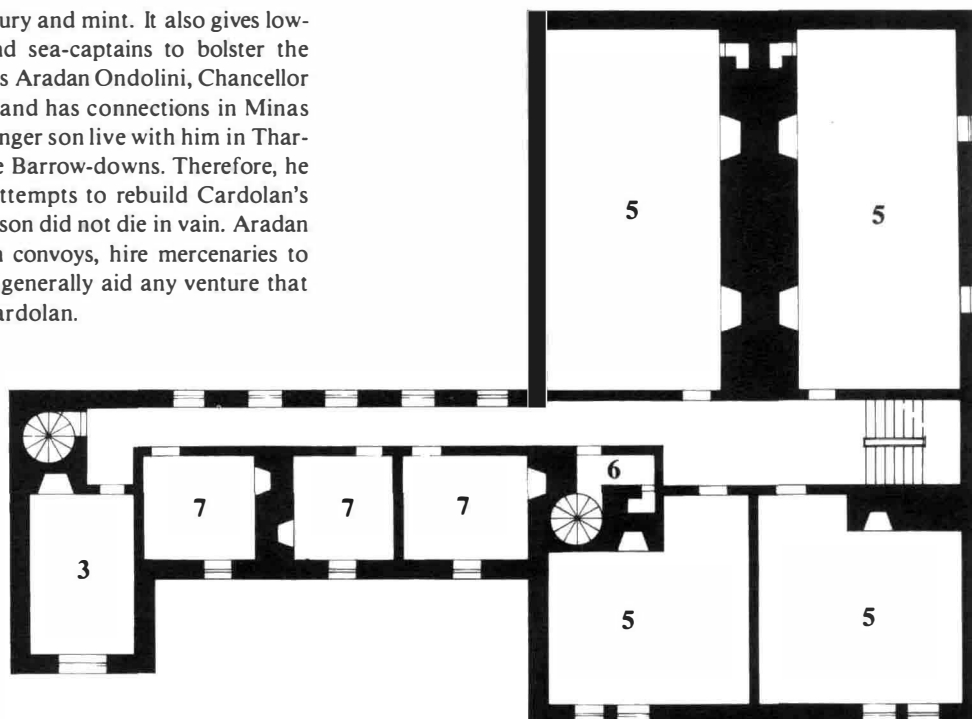 ury and mint. It also gives low-
nd sea-captains to bolster the
s Aradan Ondolini, Chancellor
and has connections in Minas
nger son live with him in Thar-
e Barrow-downs. Therefore, he
ttempts to rebuild Cardolan's
son did not die in vain. Aradan
n convoys, hire mercenaries to
generally aid any venture that
ardolan.
5 5
6
7 7 7
3
5 5